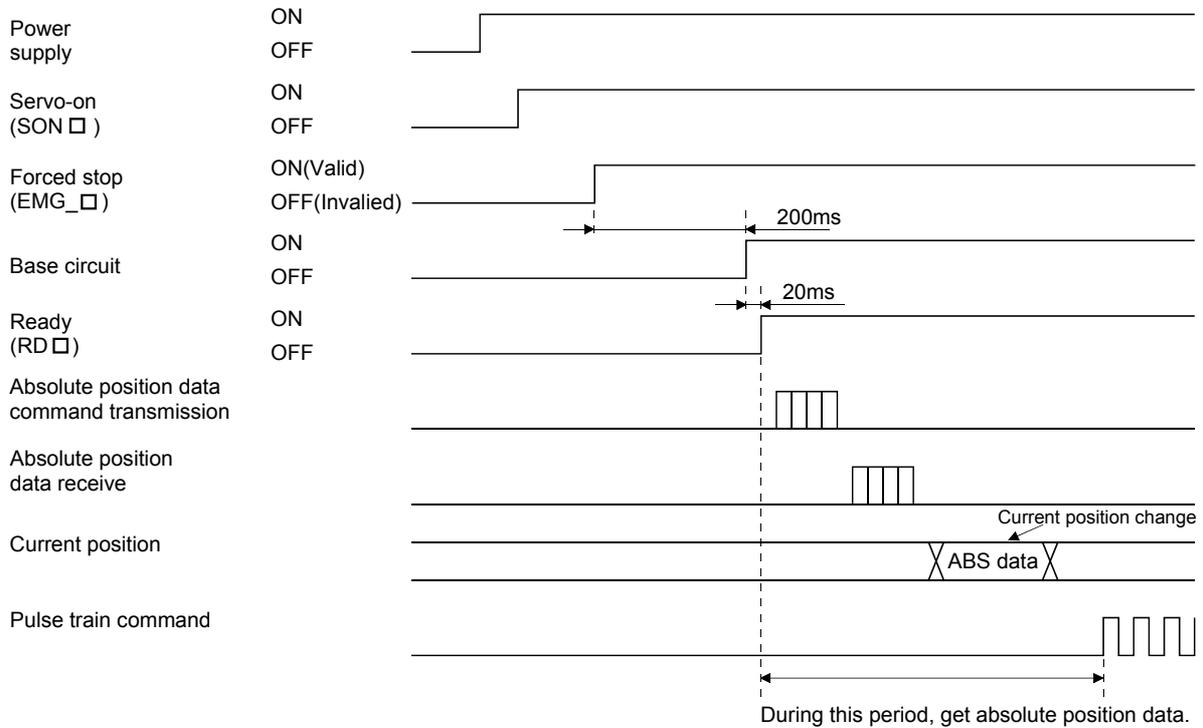 Power
supply
ON
OFF
Servo-on
(SON □ )
ON
OFF
Forced stop
(EMG_□ )
ON(Valid)
OFF(Invalied)
200ms
Base circuit
ON
OFF
20ms
Ready
(RD □ )
ON
OFF
Absolute position data
command transmission
Absolute position
data receive
Current position change
Current position
ABS data
Pulse train command
During this period, get absolute position data.